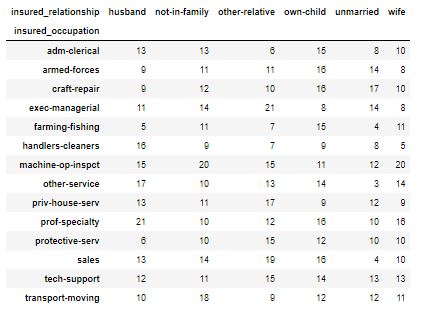 insured_relationship husband not-in-family other-relative own-child unmarried wife
insured_occupation
adm-clerical 13 13 6 15 8 10
armed-forces 9 11 11 16 14 8
craft-repair 9 12 10 16 17 10
exec-managerial 11 14 21 8 14 8
farming-fishing 5 11 7 15 4 11
handlers-cleaners 16 9 7 9 8 5
machine-op-inspct 15 20 15 11 12 20
other-service 17 10 13 14 3 14
priv-house-serv 13 11 17 9 12 9
prof-specialty 21 10 12 16 10 16
protective-serv 6 10 15 12 10 10
sales 13 14 19 16 4 10
tech-support 12 11 15 14 13 13
transport-moving 10 18 9 12 12 11